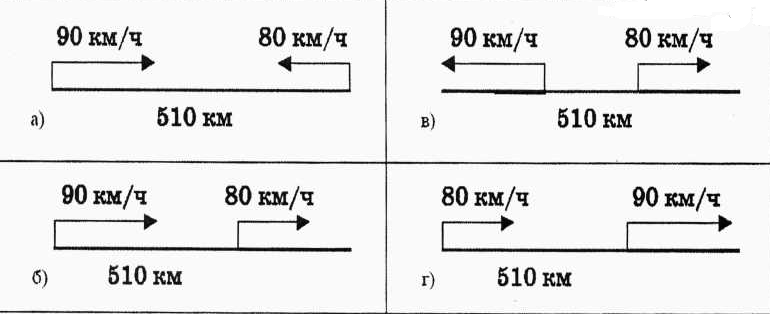 90 км/ч 80 км/ч
а) 510 км
90 км/ч 80 км/ч
в) 510 км
90 км/ч 80 км/ч
б) 510 км
80 км/ч 90 км/ч
г) 510 км